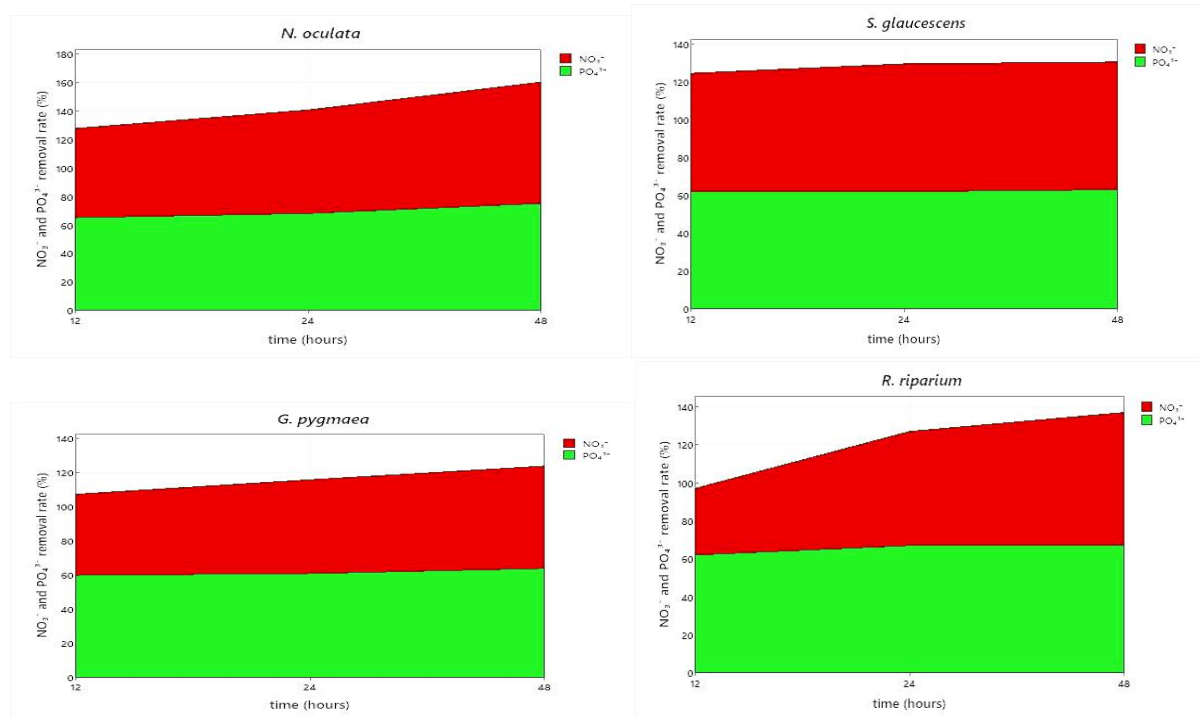 N. oculata
180
160
140
120
100
80
60
40
20
0
NO₃⁻ and PO₄³⁻ removal rate (%)
12 24 48
time (hours)
NO₃⁻
PO₄³⁻
S. glaucescens
140
120
100
80
60
40
20
0
NO₃⁻ and PO₄³⁻ removal rate (%)
12 24 48
time (hours)
NO₃⁻
PO₄³⁻
G. pygmaea
140
120
100
80
60
40
20
0
NO₃⁻ and PO₄³⁻ removal rate (%)
12 24 48
time (hours)
NO₃⁻
PO₄³⁻
R. riparium
140
120
100
80
60
40
20
0
NO₃⁻ and PO₄³⁻ removal rate (%)
12 24 48
time (hours)
NO₃⁻
PO₄³⁻